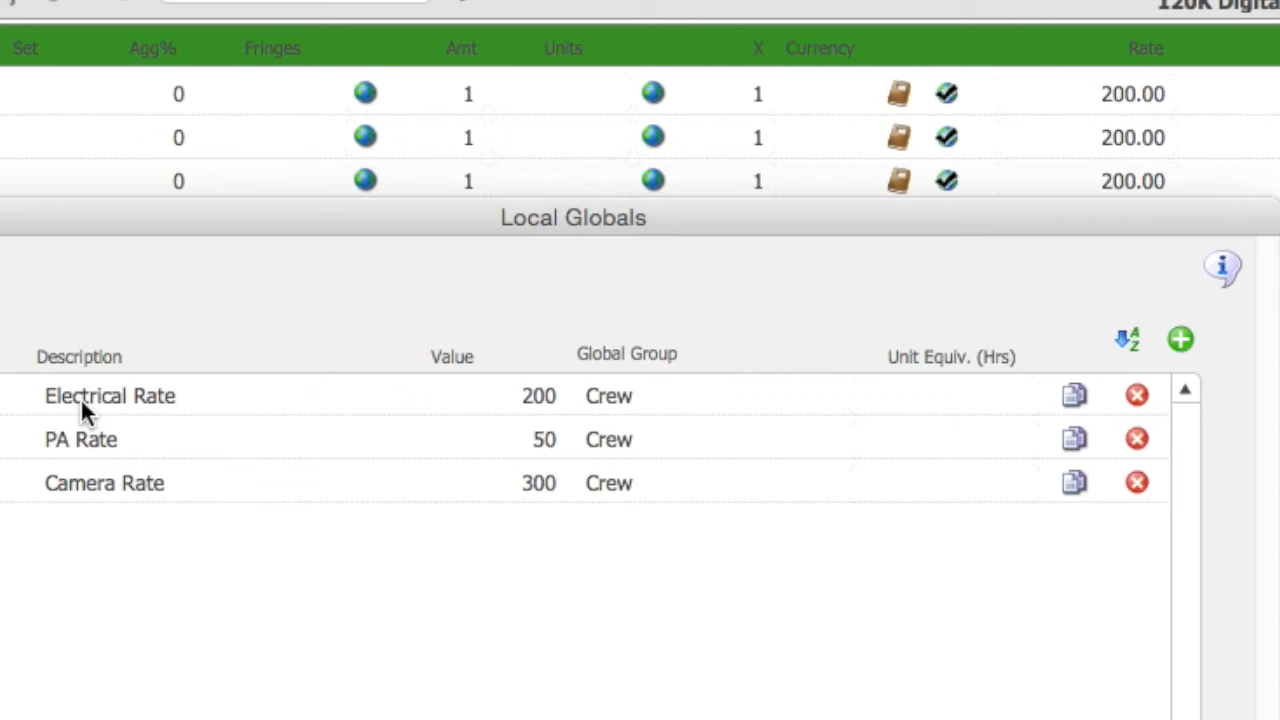 120K Digita
Set Agg% Fringes Amt Units X Currency Rate
0 1 1 200.00
0 1 1 200.00
0 1 1 200.00
Local Globals
Description Value Global Group Unit Equiv. (Hrs)
Electrical Rate 200 Crew
PA Rate 50 Crew
Camera Rate 300 Crew